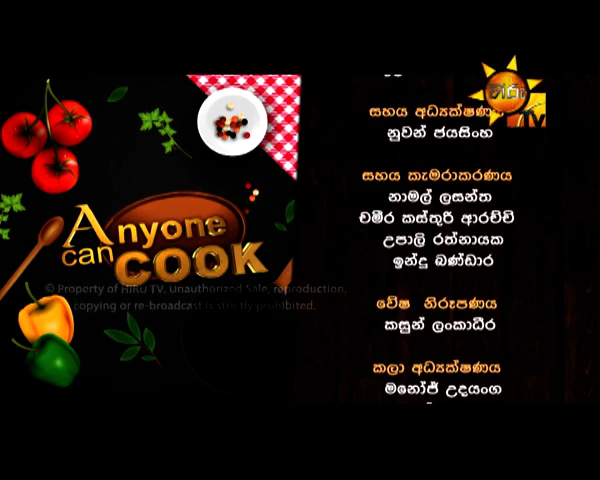 Anyone
can COOK
© Property of HIRU TV. Unauthorized Sale, reproduction,
copying or re-broadcast is strictly prohibited.
හිරු
TV
සහය අධ්‍යක්ෂණය
නුවන් ජයසිංහ
සහය කැමරාකරණය
නාමල් ලසන්ත
චමීර කස්තුරි ආරච්චි
උපාලි රත්නායක
ඉන්දු බණ්ඩාර
වේෂ නිරූපණය
කසුන් ලංකාධීර
කලා අධ්‍යක්ෂණය
මනෝජ් උදයංග